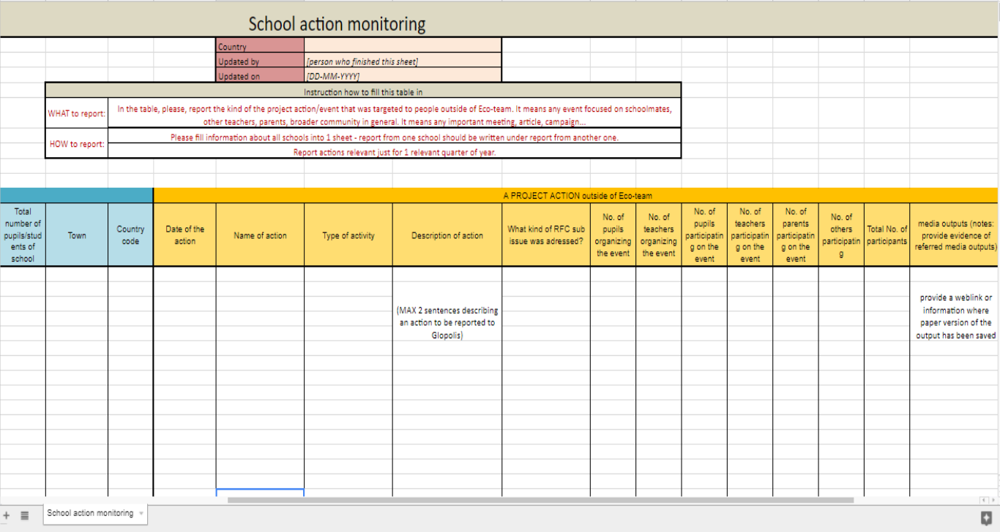 School action monitoring
Country
Updated by
[person who finished this sheet]
Updated on
[DD-MM-YYYY]
Instruction how to fill this table in
WHAT to report:
In the table, please, report the kind of the project action/event that was targeted to people outside of Eco-team. It means any event focused on schoolmates,
other teachers, parents, broader community in general. It means any important meeting, article, campaign...
HOW to report:
Please fill information about all schools into 1 sheet - report from one school should be written under report from another one.
Report actions relevant just for 1 relevant quarter of year.
A PROJECT ACTION outside of Eco-team
Total
number of
pupils/stud
ents of
school
Town
Country
code
Date of the
action
Name of action
Type of activity
Description of action
What kind of RFC sub
issue was adressed?
No. of
pupils
organizing
the event
No. of
teachers
organizing
the event
No. of
pupils
participatin
g on the
event
No. of
teachers
participatin
g on the
event
No. of
parents
participatin
g on the
event
No. of
others
participatin
g
Total No. of
participants
media outputs (notes:
provide evidence of
referred media outputs)
(MAX 2 sentences describing
an action to be reported to
Glopolis)
provide a weblink or
information where
paper version of the
output has been saved
School action monitoring